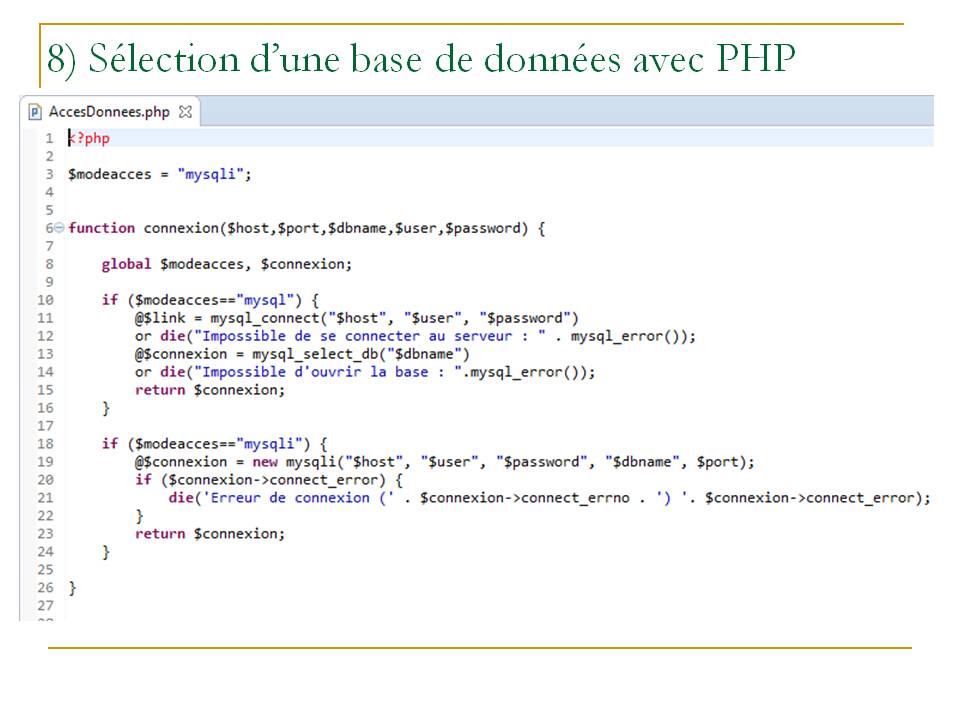 8) Sélection d’une base de données avec PHP
AccesDonnees.php
1 <?php
2
3 $modeacces = "mysqli";
4
5
6 function connexion($host,$port,$dbname,$user,$password) {
7
8 global $modeacces, $connexion;
9
10 if ($modeacces=="mysql") {
11 @$link = mysql_connect("$host", "$user", "$password")
12 or die("Impossible de se connecter au serveur : " . mysql_error());
13 @$connexion = mysql_select_db("$dbname")
14 or die("Impossible d'ouvrir la base : ".mysql_error());
15 return $connexion;
16 }
17
18 if ($modeacces=="mysqli") {
19 @$connexion = new mysqli("$host", "$user", "$password", "$dbname", $port);
20 if ($connexion->connect_error) {
21 die('Erreur de connexion (' . $connexion->connect_errno . ') '. $connexion->connect_error);
22 }
23 return $connexion;
24 }
25
26 }
27